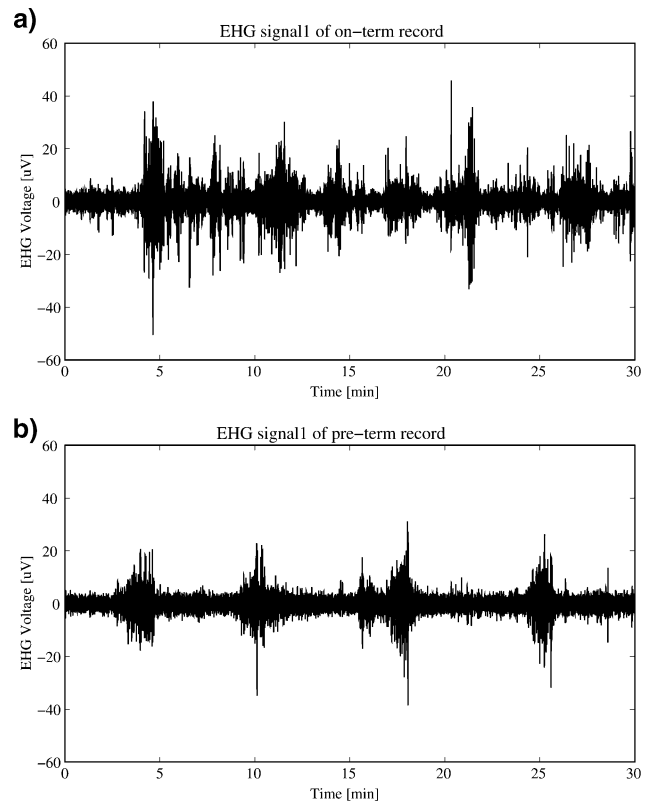 a)
EHG signal1 of on−term record
60
40
20
0
−20
−40
−60
EHG Voltage [uV]
0 5 10 15 20 25 30
Time [min]
b)
EHG signal1 of pre−term record
60
40
20
0
−20
−40
−60
EHG Voltage [uV]
0 5 10 15 20 25 30
Time [min]